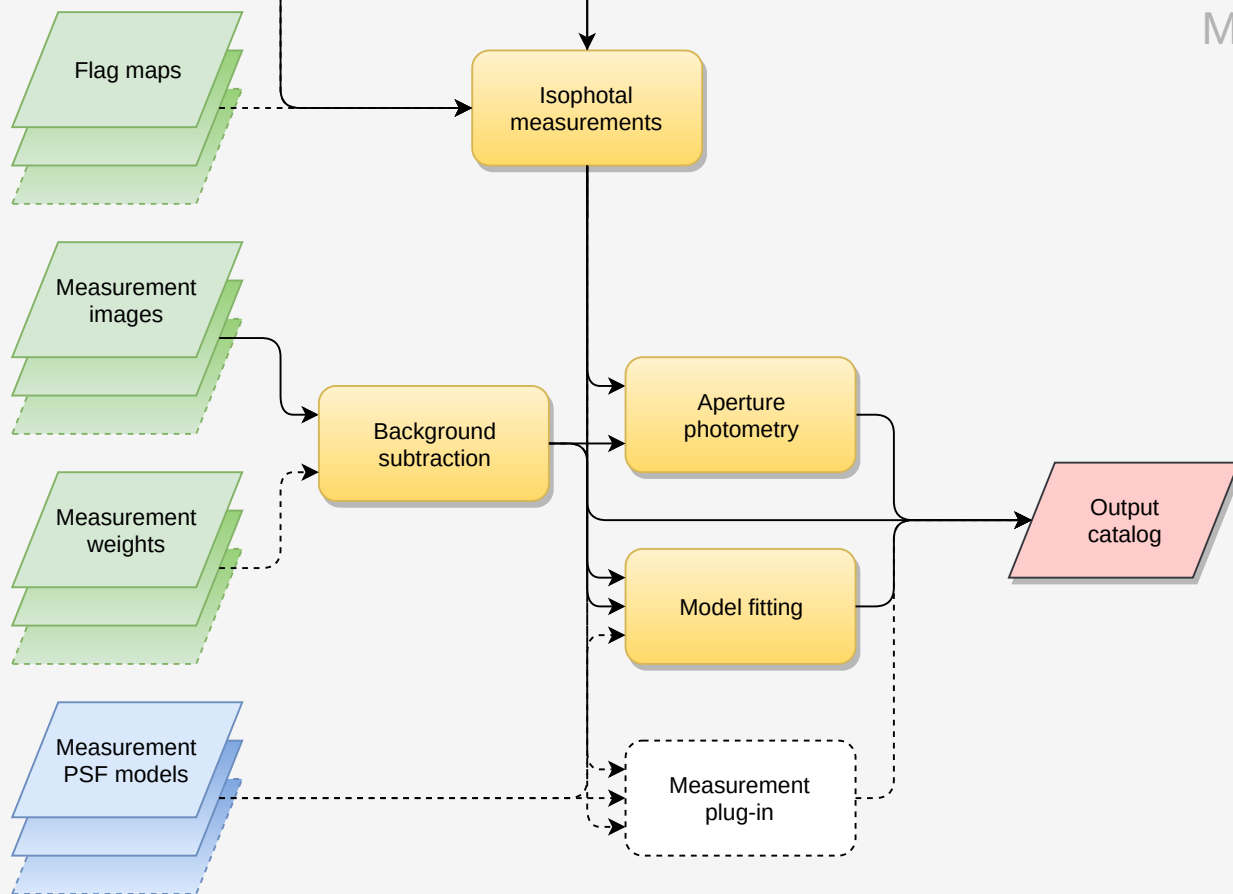 Flag maps
Isophotal
measurements
M
Measurement
images
Background
subtraction
Aperture
photometry
Measurement
weights
Output
catalog
Model fitting
Measurement
PSF models
Measurement
plug-in